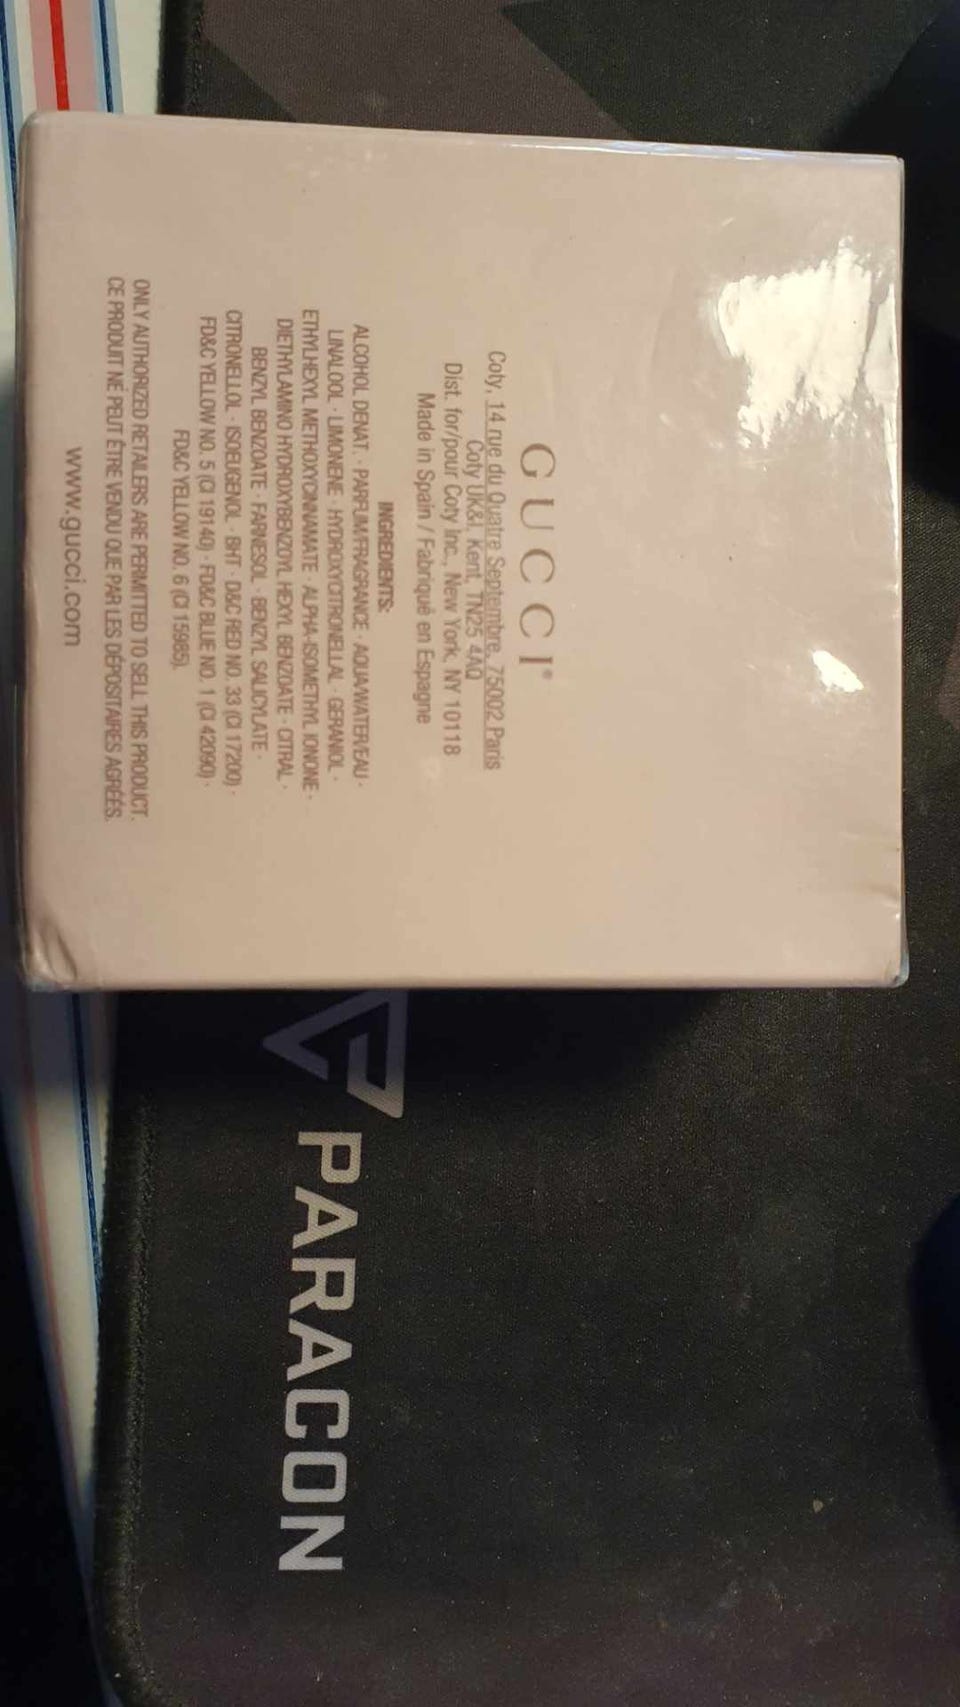 GUCCI®
Coty, 14 rue du Quatre Septembre, 75002 Paris
Coty UK&I, Kent, TN25 4AQ
Dist. for/pour Coty Inc., New York, NY 10118
Made in Spain / Fabriqué en Espagne
INGREDIENTS:
ALCOHOL DENAT. · PARFUM/FRAGRANCE · AQUA/WATER/EAU ·
LINALOOL · LIMONENE · HYDROXYCITRONELLAL · GERANIOL ·
ETHYLHEXYL METHOXYCINNAMATE · ALPHA-ISOMETHYL IONONE ·
DIETHYLAMINO HYDROXYBENZOYL HEXYL BENZOATE · CITRAL ·
BENZYL BENZOATE · FARNESOL · BENZYL SALICYLATE ·
CITRONELLOL · ISOEUGENOL · BHT · D&C RED NO. 33 (CI 17200) ·
FD&C YELLOW NO. 5 (CI 19140) · FD&C BLUE NO. 1 (CI 42090) ·
FD&C YELLOW NO. 6 (CI 15985).
ONLY AUTHORIZED RETAILERS ARE PERMITTED TO SELL THIS PRODUCT.
CE PRODUIT NE PEUT ÊTRE VENDU QUE PAR LES DÉPOSITAIRES AGRÉÉS.
www.gucci.com
PARACON